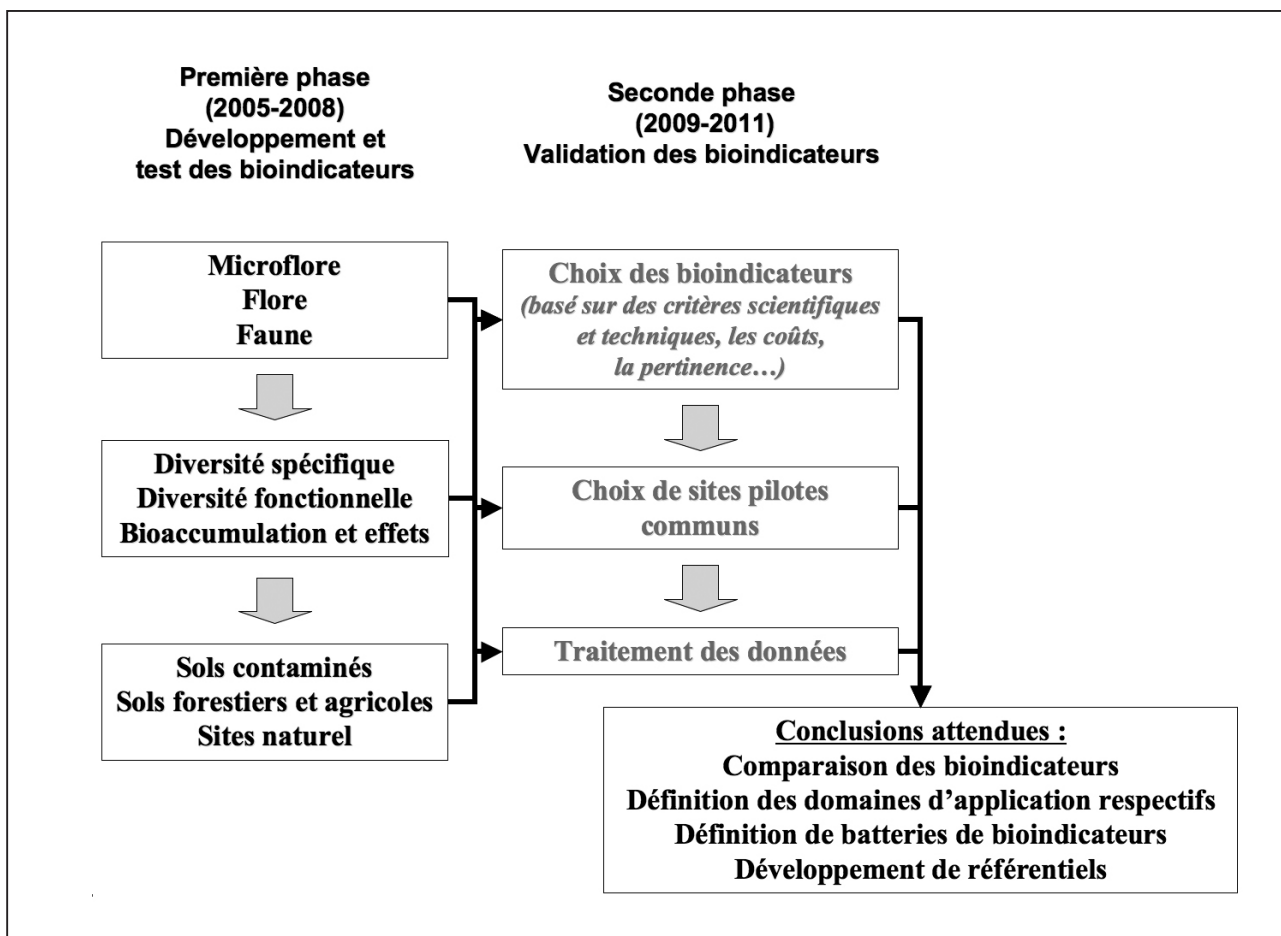 Première phase
(2005-2008)
Développement et
test des bioindicateurs
Seconde phase
(2009-2011)
Validation des bioindicateurs
Microflore
Flore
Faune
Diversité spécifique
Diversité fonctionnelle
Bioaccumulation et effets
Sols contaminés
Sols forestiers et agricoles
Sites naturel
Choix des bioindicateurs
(basé sur des critères scientifiques
et techniques, les coûts,
la pertinence…)
Choix de sites pilotes
communs
Traitement des données
Conclusions attendues :
Comparaison des bioindicateurs
Définition des domaines d’application respectifs
Définition de batteries de bioindicateurs
Développement de référentiels